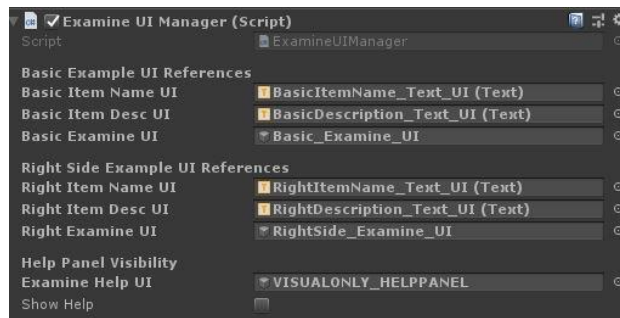 Examine UI Manager (Script)
Script ExamineUIManager
Basic Example UI References
Basic Item Name UI BasicItemName_Text_UI (Text)
Basic Item Desc UI BasicDescription_Text_UI (Text)
Basic Examine UI Basic_Examine_UI
Right Side Example UI References
Right Item Name UI RightItemName_Text_UI (Text)
Right Item Desc UI RightDescription_Text_UI (Text)
Right Examine UI RightSide_Examine_UI
Help Panel Visibility
Examine Help UI VISUALONLY_HELPPANEL
Show Help